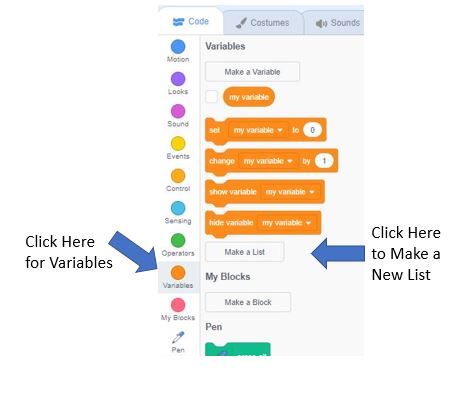 Code
Costumes
Sounds
Motion
Looks
Sound
Events
Control
Sensing
Operators
Variables
My Blocks
Pen
Variables
Make a Variable
my variable
set my variable to 0
change my variable by 1
show variable my variable
hide variable my variable
Make a List
My Blocks
Make a Block
Pen
Click Here
for Variables
Click Here
to Make a
New List